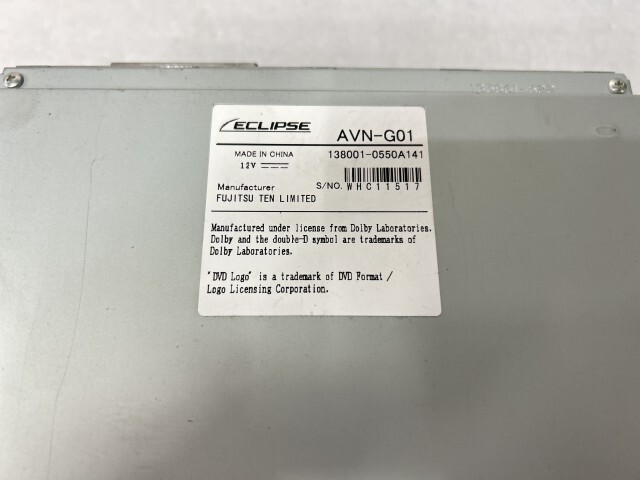 ECLIPSE AVN-G01
MADE IN CHINA 138001-0550A141
12V
S/NO. WHC11517
Manufacturer
FUJITSU TEN LIMITED
Manufactured under license from Dolby Laboratories.
Dolby and the double-D symbol are trademarks of
Dolby Laboratories.
"DVD Logo" is a trademark of DVD Format /
Logo Licensing Corporation.